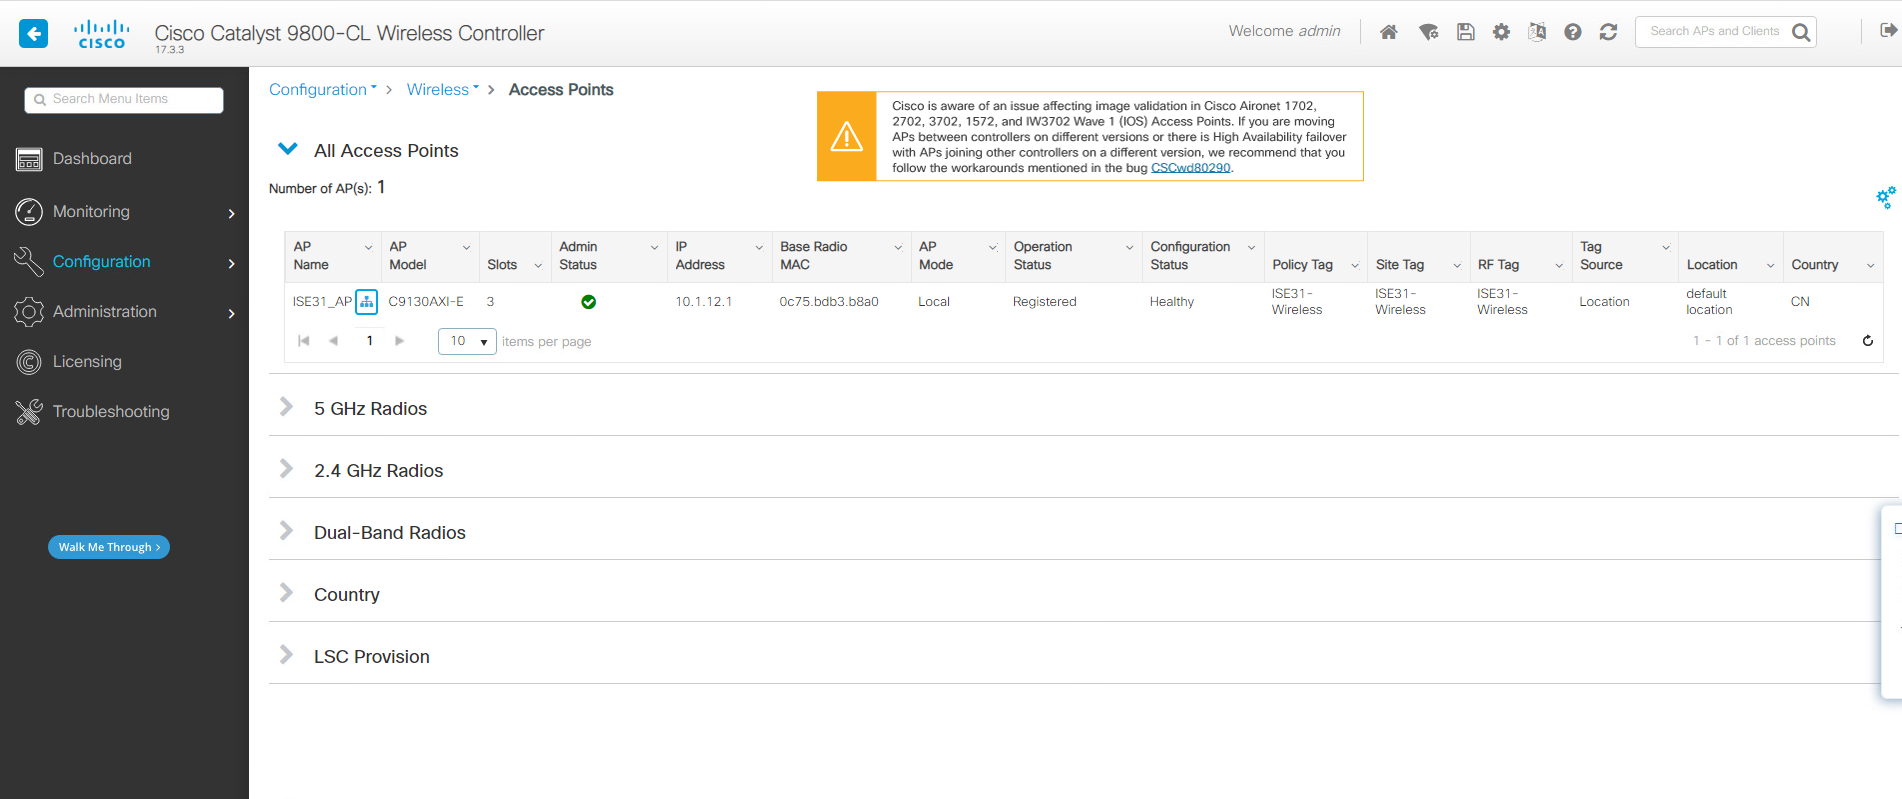 CISCO
Cisco Catalyst 9800-CL Wireless Controller
17.3.3
Welcome admin
Search APs and Clients
Search Menu Items
Dashboard
Monitoring
Configuration
Administration
Licensing
Troubleshooting
Walk Me Through >
Configuration > Wireless > Access Points
Cisco is aware of an issue affecting image validation in Cisco Aironet 1702,
2702, 3702, 1572, and IW3702 Wave 1 (IOS) Access Points. If you are moving
APs between controllers on different versions or there is High Availability failover
with APs joining other controllers on a different version, we recommend that you
follow the workarounds mentioned in the bug CSCwd80290.
All Access Points
Number of AP(s): 1
AP Name
AP Model
Slots
Admin Status
IP Address
Base Radio MAC
AP Mode
Operation Status
Configuration Status
Policy Tag
Site Tag
RF Tag
Tag Source
Location
Country
ISE31_AP
C9130AXI-E
3
10.1.12.1
0c75.bdb3.b8a0
Local
Registered
Healthy
ISE31-
Wireless
ISE31-
Wireless
ISE31-
Wireless
Location
default
location
CN
1
10
items per page
1 - 1 of 1 access points
5 GHz Radios
2.4 GHz Radios
Dual-Band Radios
Country
LSC Provision